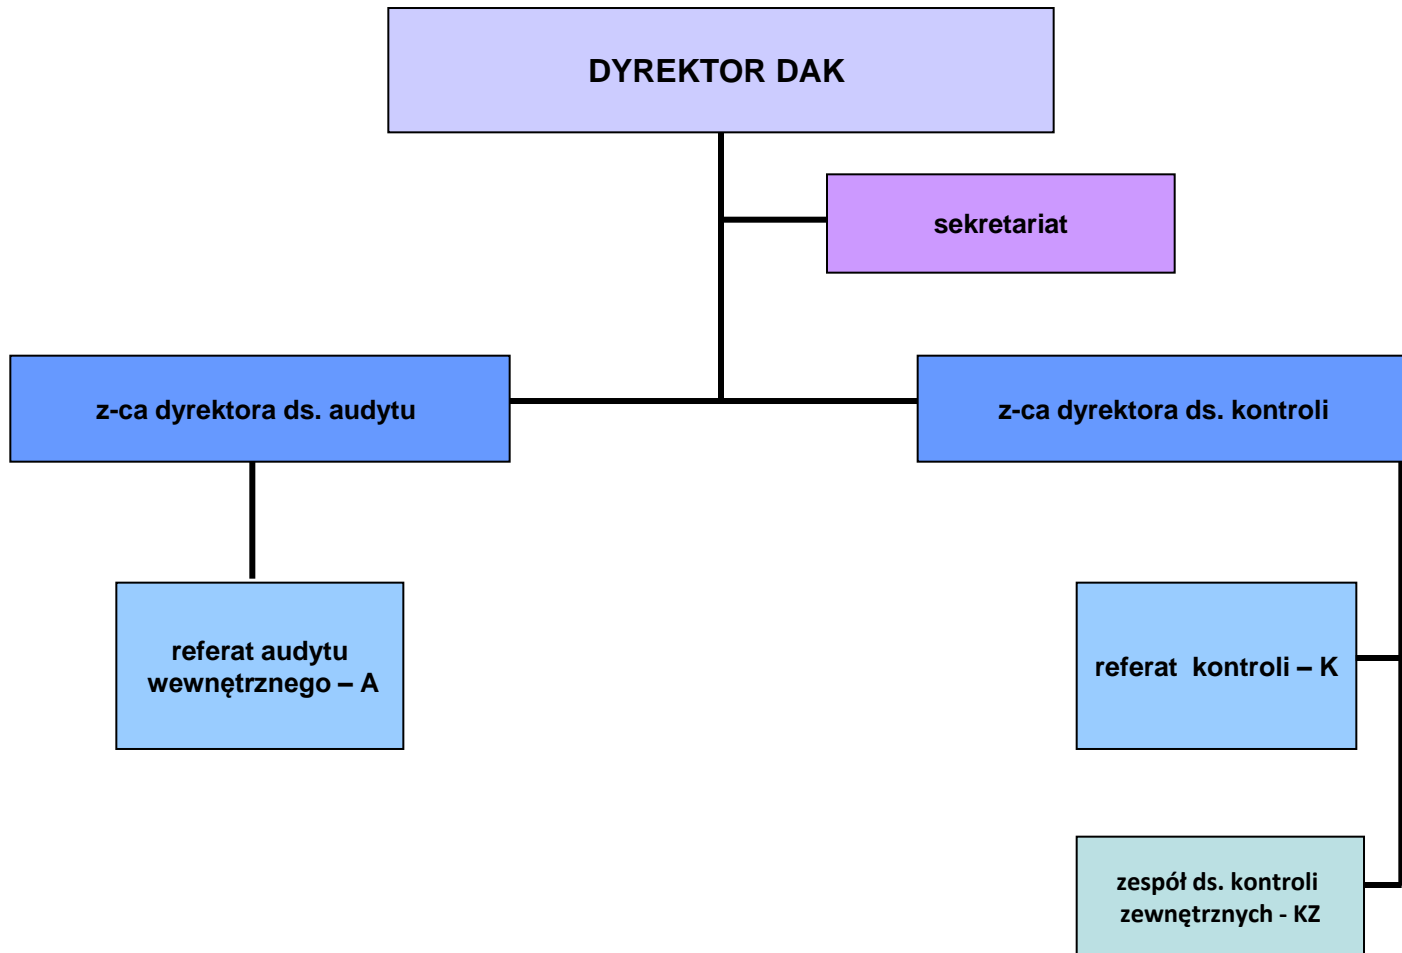 DYREKTOR DAK
sekretariat
z-ca dyrektora ds. audytu
z-ca dyrektora ds. kontroli
referat audytu
wewnętrznego – A
referat kontroli – K
zespół ds. kontroli
zewnętrznych - KZ